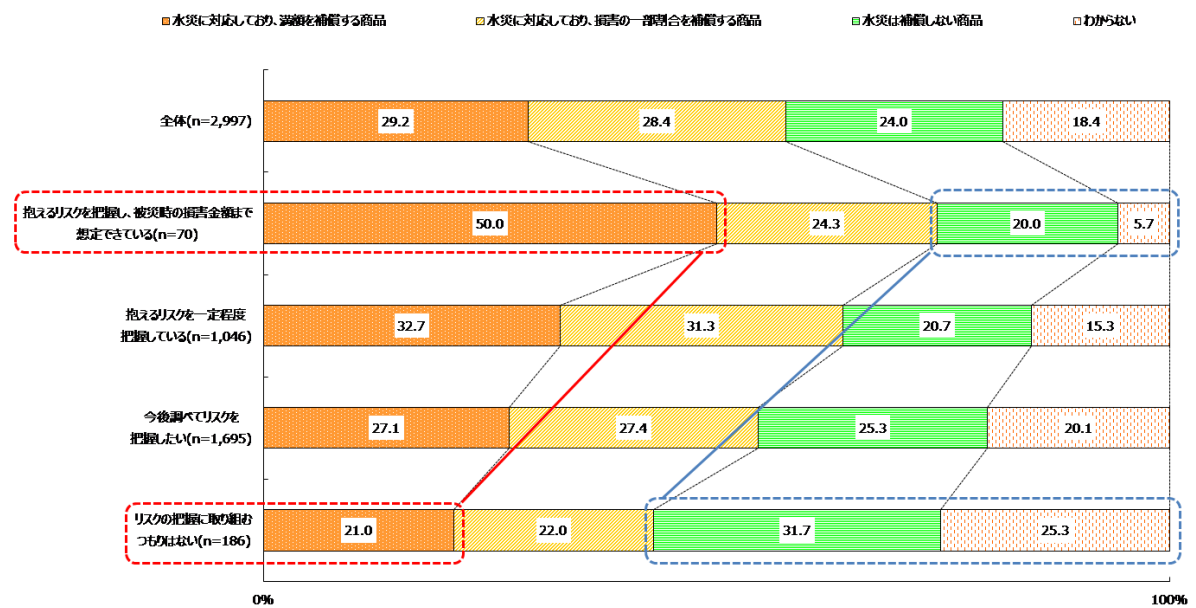 水災に対応しており、満額を補償する商品
水災に対応しており、損害の一部割合を補償する商品
水災は補償しない商品
わからない
全体(n=2,997)
29.2
28.4
24.0
18.4
抱えるリスクを把握し、被災時の損害金額まで
想定できている(n=70)
50.0
24.3
20.0
5.7
抱えるリスクを一定程度
把握している(n=1,046)
32.7
31.3
20.7
15.3
今後調べてリスクを
把握したい(n=1,695)
27.1
27.4
25.3
20.1
リスクの把握に取り組む
つもりはない(n=186)
21.0
22.0
31.7
25.3
0%
100%